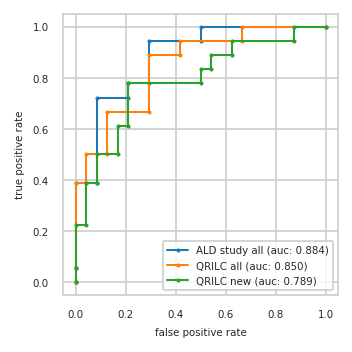 1.0
0.8
0.6
0.4
0.2
0.0
true positive rate
ALD study all (auc: 0.884)
QRILC all (auc: 0.850)
QRILC new (auc: 0.789)
0.0 0.2 0.4 0.6 0.8 1.0
false positive rate